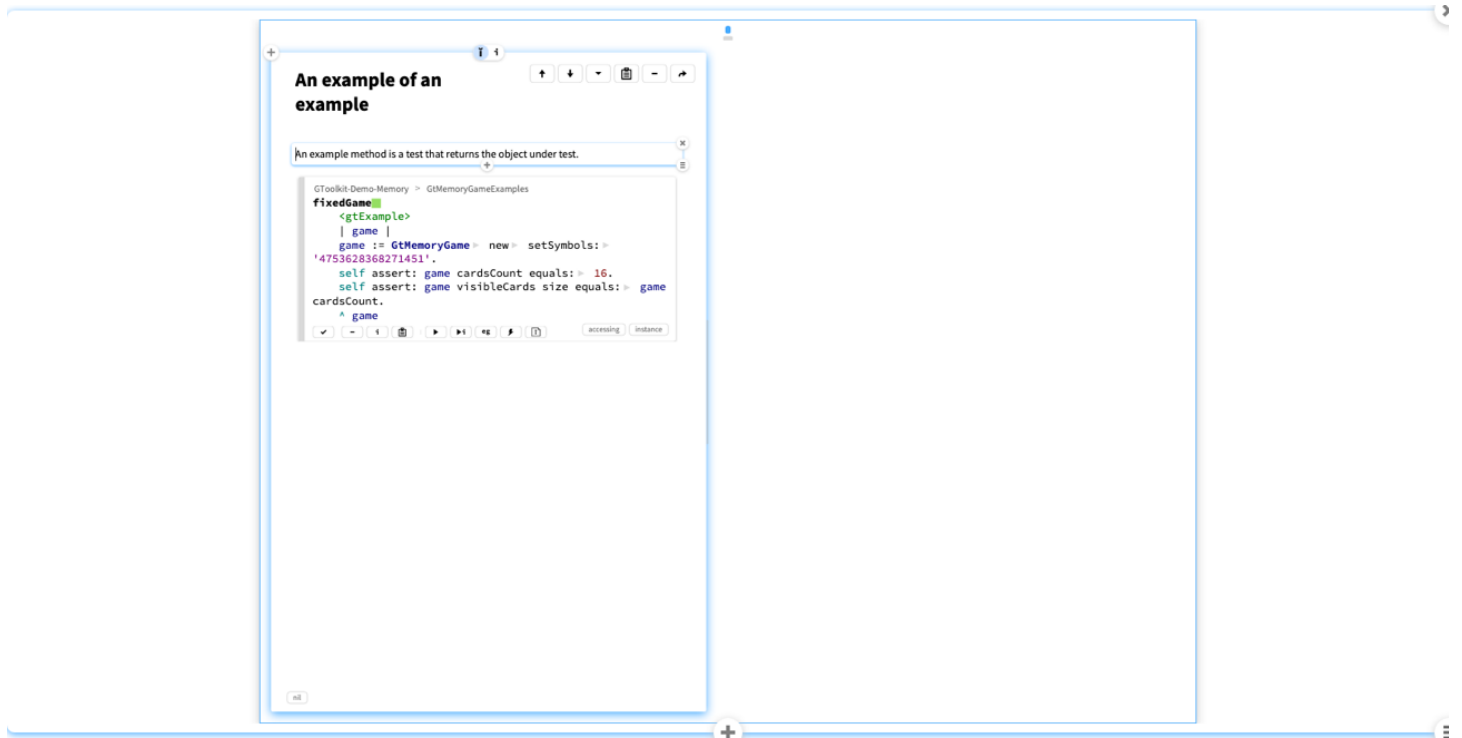 An example of an
example
An example method is a test that returns the object under test.
GToolkit-Demo-Memory > GtMemoryGameExamples
fixedGame
<gtExample>
| game |
game := GtMemoryGame new setSymbols:
'4753628368271451'.
self assert: game cardsCount equals: 16.
self assert: game visibleCards size equals: game
cardsCount.
^ game
eg accessing instance
nil